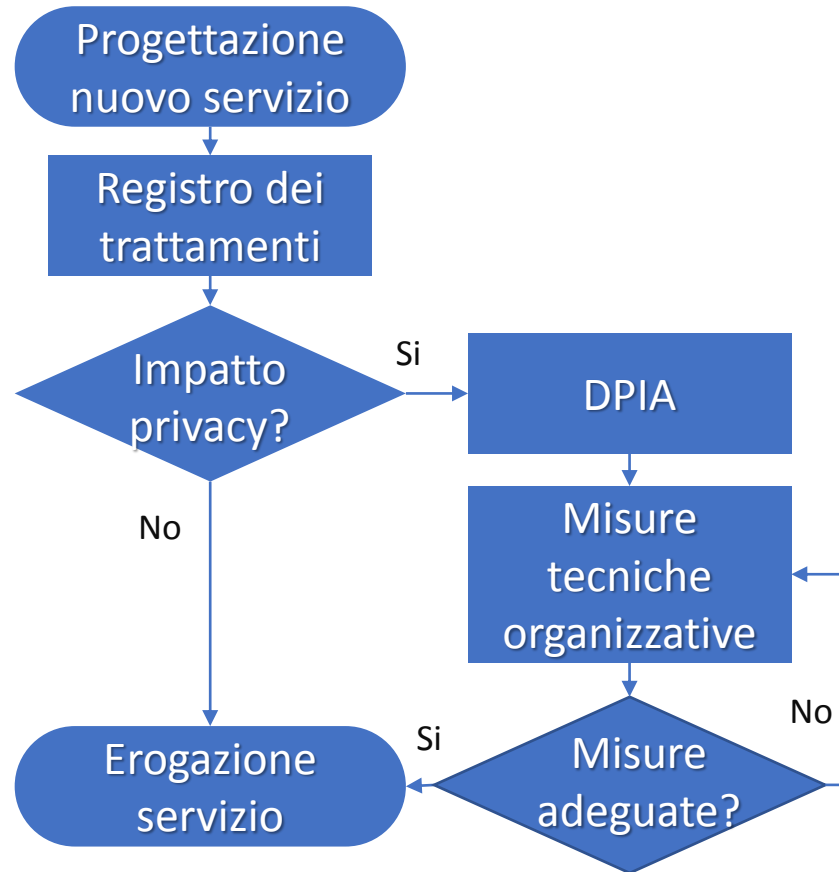 Progettazione
nuovo servizio
Registro dei
trattamenti
Impatto
privacy?
Si
DPIA
No
Misure
tecniche
organizzative
Si
Misure
adeguate?
No
Erogazione
servizio